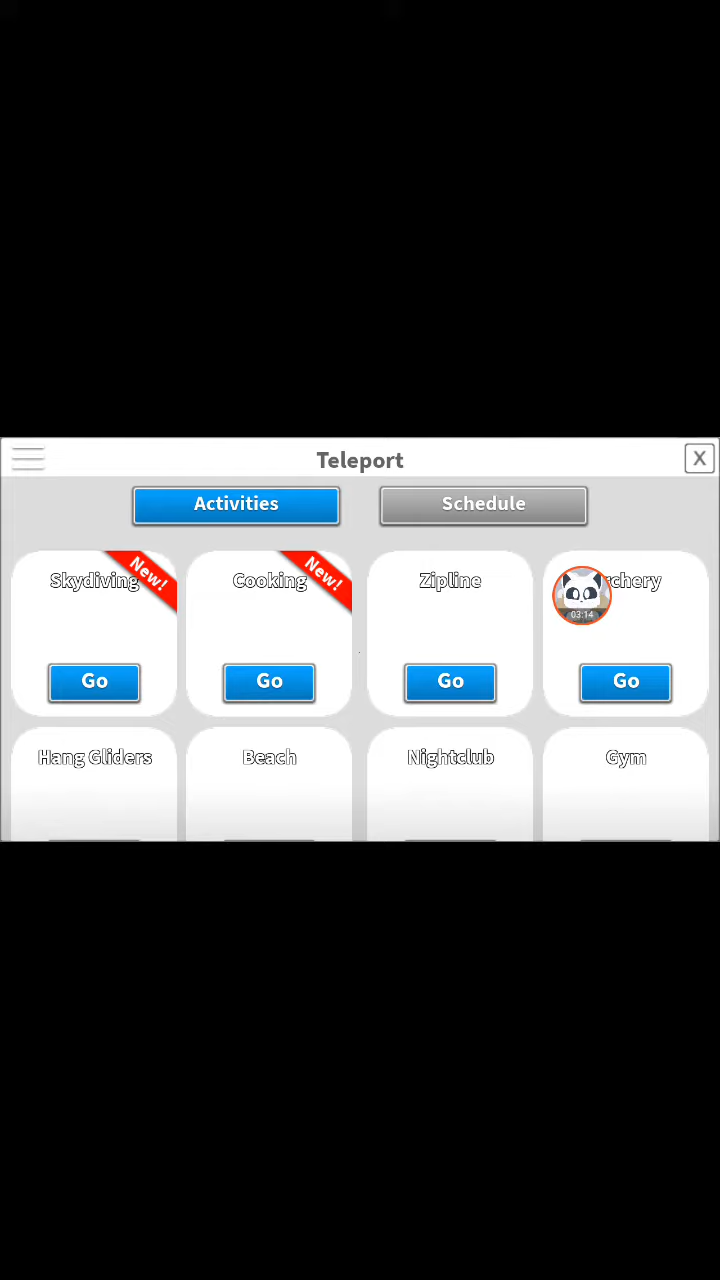 Teleport
X
Activities
Schedule
Skydiving
New!
Cooking
New!
Zipline
rchery
03:14
Go
Go
Go
Go
Hang Gliders
Beach
Nightclub
Gym